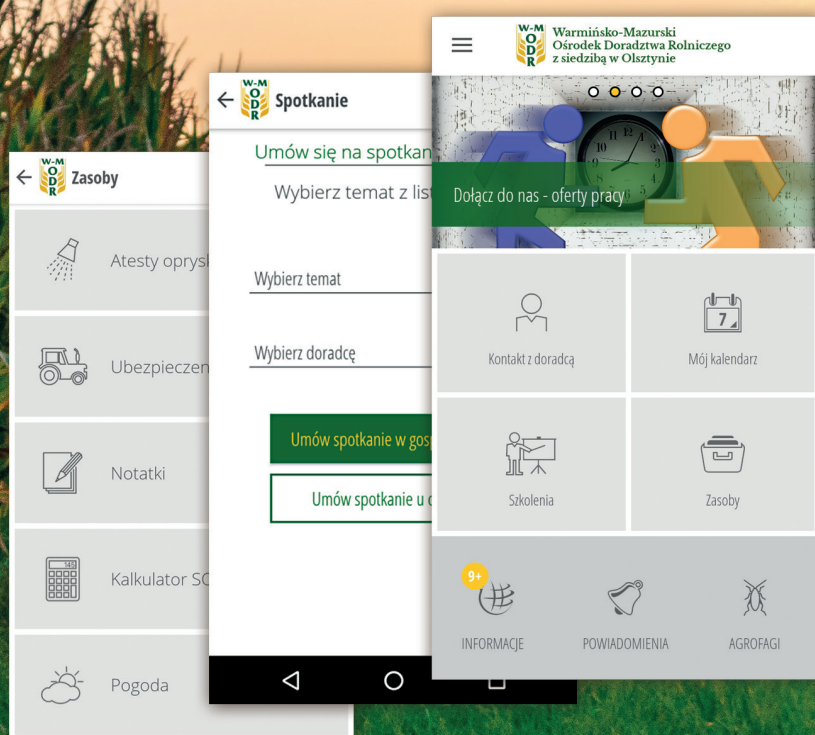 W-M
ODR
Zasoby
Atesty oprys
Ubezpieczen
Notatki
Kalkulator SO
Pogoda
W-M
ODR
Spotkanie
Umów się na spotkan
Wybierz temat z list
Wybierz temat
Wybierz doradcę
Umów spotkanie w gosp
Umów spotkanie u d
W-M
ODR
Warmińsko-Mazurski
Ośrodek Doradztwa Rolniczego
z siedzibą w Olsztynie
Dołącz do nas - oferty pracy
Kontakt z doradcą
7
Mój kalendarz
Szkolenia
Zasoby
9+
INFORMACJE
POWIADOMIENIA
AGROFAGI